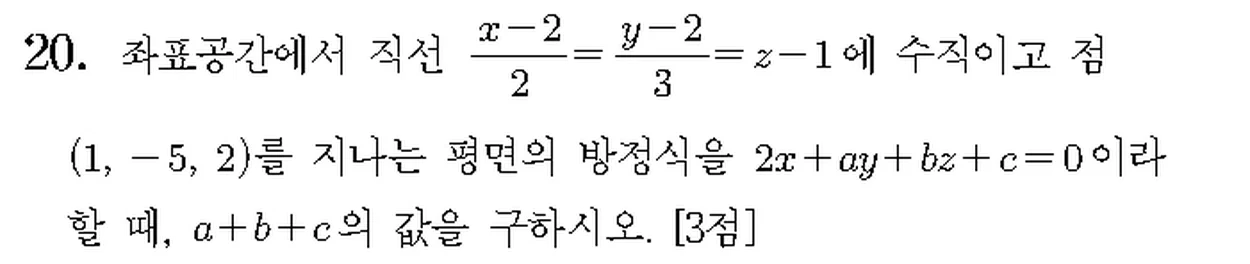 20. 좌표공간에서 직선 \frac{x-2}{2}=\frac{y-2}{3}=z-1에 수직이고 점
(1, -5, 2)를 지나는 평면의 방정식을 2x+ay+bz+c=0이라
할 때, a+b+c의 값을 구하시오. [3점]